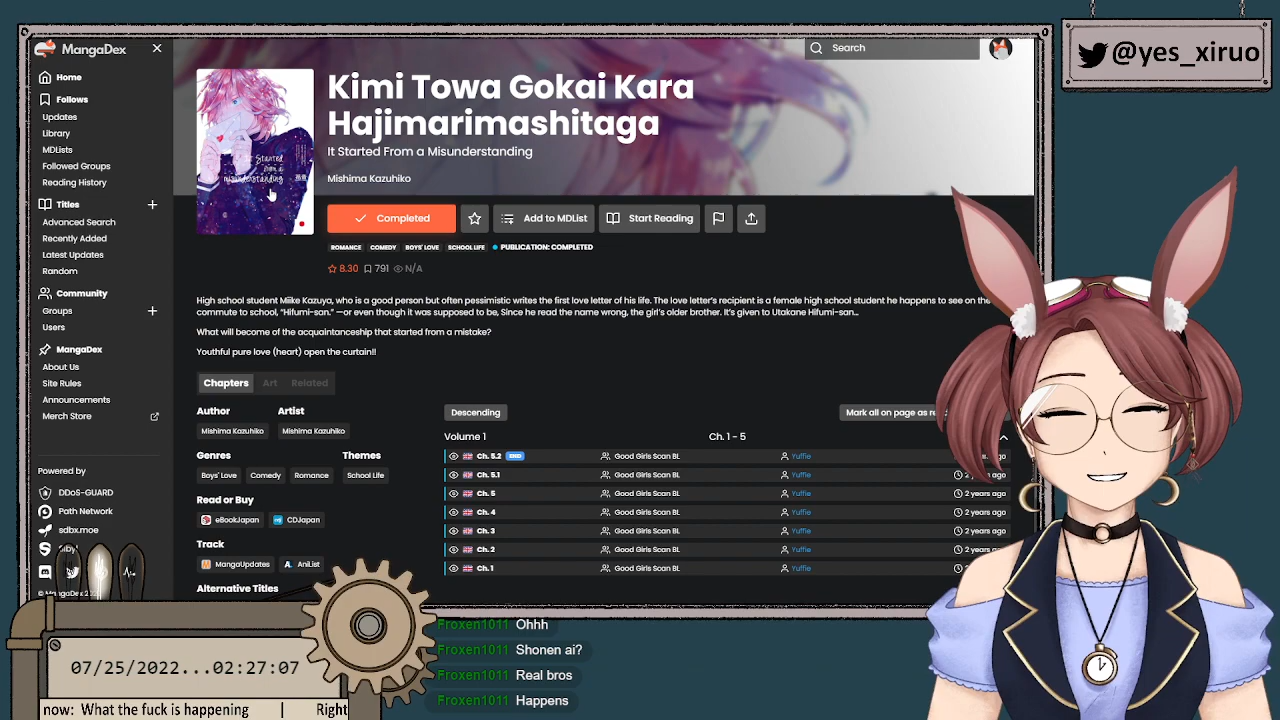 MangaDex
Home
Follows
Updates
Library
MDLists
Followed Groups
Reading History
Titles
Advanced Search
Recently Added
Latest Updates
Random
Community
Groups
Users
MangaDex
About Us
Site Rules
Announcements
Merch Store
Powered by
DDoS-GUARD
Path Network
sdbx.moe
Search
It Started
from a
misunderstanding
Kimi Towa Gokai Kara
Hajimarimashitaga
It Started From a Misunderstanding
Mishima Kazuhiko
Completed
Add to MDList
Start Reading
ROMANCE COMEDY BOYS' LOVE SCHOOL LIFE PUBLICATION: COMPLETED
8.30 791 N/A
High school student Miike Kazuya, who is a good person but often pessimistic writes the first love letter of his life. The love letter's recipient is a female high school student he happens to see on the
commute to school, "Hifumi-san." —or even though it was supposed to be, Since he read the name wrong, the girl's older brother. It's given to Utakane Hifumi-san...
What will become of the acquaintanceship that started from a mistake?
Youthful pure love (heart) open the curtain!!
Chapters Art Related
Author Artist
Mishima Kazuhiko Mishima Kazuhiko
Genres Themes
Boys' Love Comedy Romance School Life
Read or Buy
eBookJapan CDJapan
Track
MangaUpdates AniList
Alternative Titles
Descending
Mark all on page as
Volume 1 Ch. 1 - 5
Ch. 5.2 END Good Girls Scan BL Yuffie ago
Ch. 5.1 Good Girls Scan BL Yuffie 2 years ago
Ch. 5 Good Girls Scan BL Yuffie 2 years ago
Ch. 4 Good Girls Scan BL Yuffie 2 years ago
Ch. 3 Good Girls Scan BL Yuffie 2 years ago
Ch. 2 Good Girls Scan BL Yuffie 2 years ago
Ch. 1 Good Girls Scan BL Yuffie 2
@yes_xiruo
07/25/2022...02:27:07
now: What the fuck is happening | Right
Froxen1011 Ohhh
Froxen1011 Shonen ai?
Froxen1011 Real bros
Froxen1011 Happens